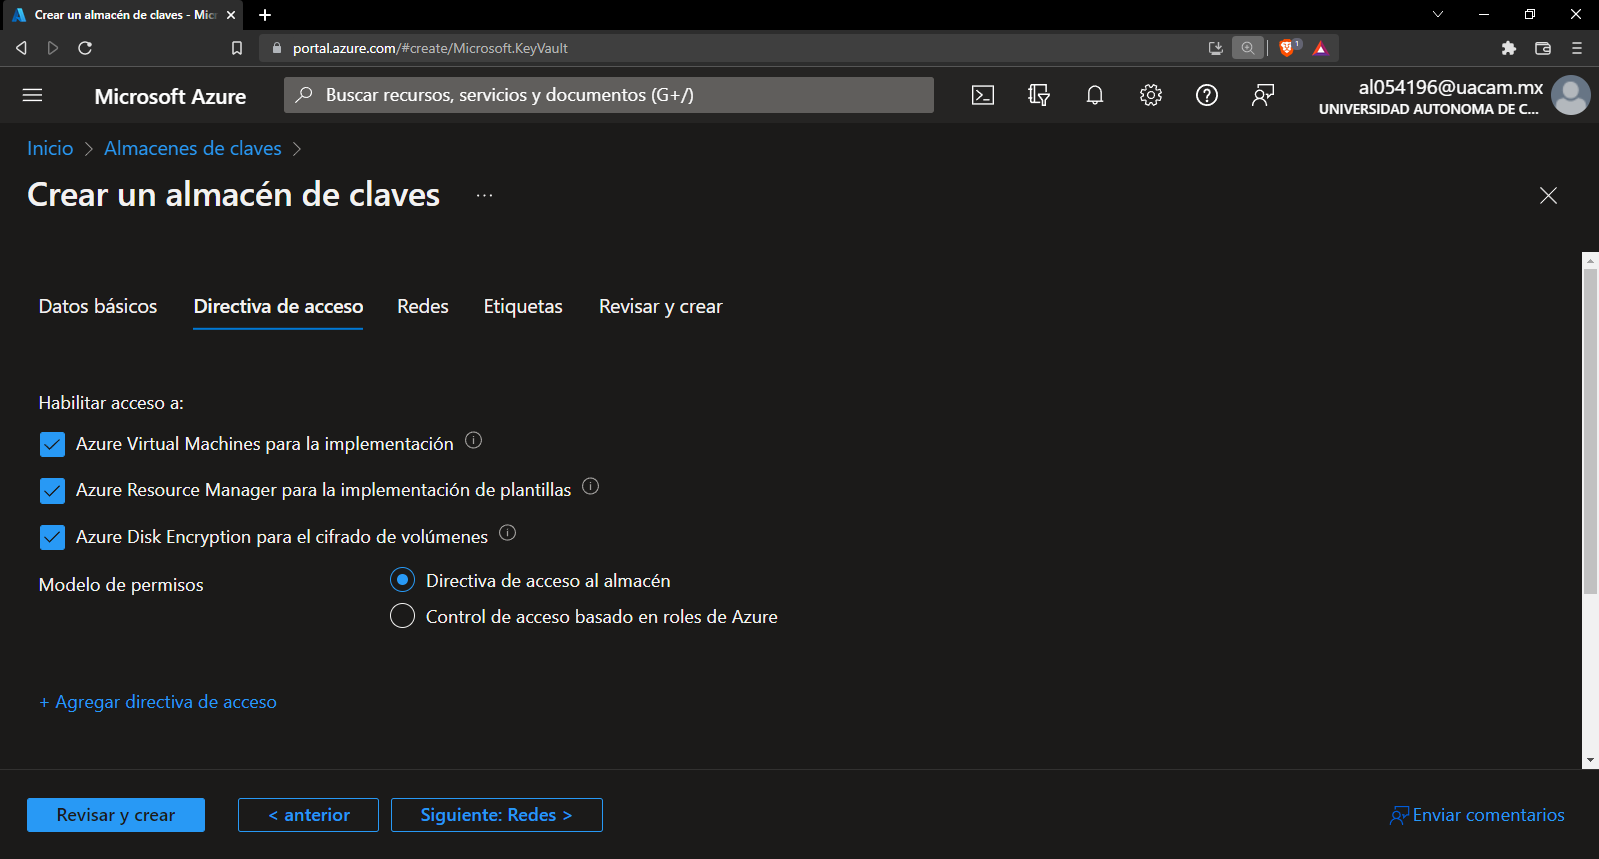 Crear un almacén de claves - Mic
portal.azure.com/#create/Microsoft.KeyVault
1
Microsoft Azure
Buscar recursos, servicios y documentos (G+/)
al054196@uacam.mx
UNIVERSIDAD AUTONOMA DE C...
Inicio > Almacenes de claves >
Crear un almacén de claves ...
Datos básicos Directiva de acceso Redes Etiquetas Revisar y crear
Habilitar acceso a:
Azure Virtual Machines para la implementación
Azure Resource Manager para la implementación de plantillas
Azure Disk Encryption para el cifrado de volúmenes
Modelo de permisos
Directiva de acceso al almacén
Control de acceso basado en roles de Azure
+ Agregar directiva de acceso
Revisar y crear < anterior Siguiente: Redes > Enviar comentarios